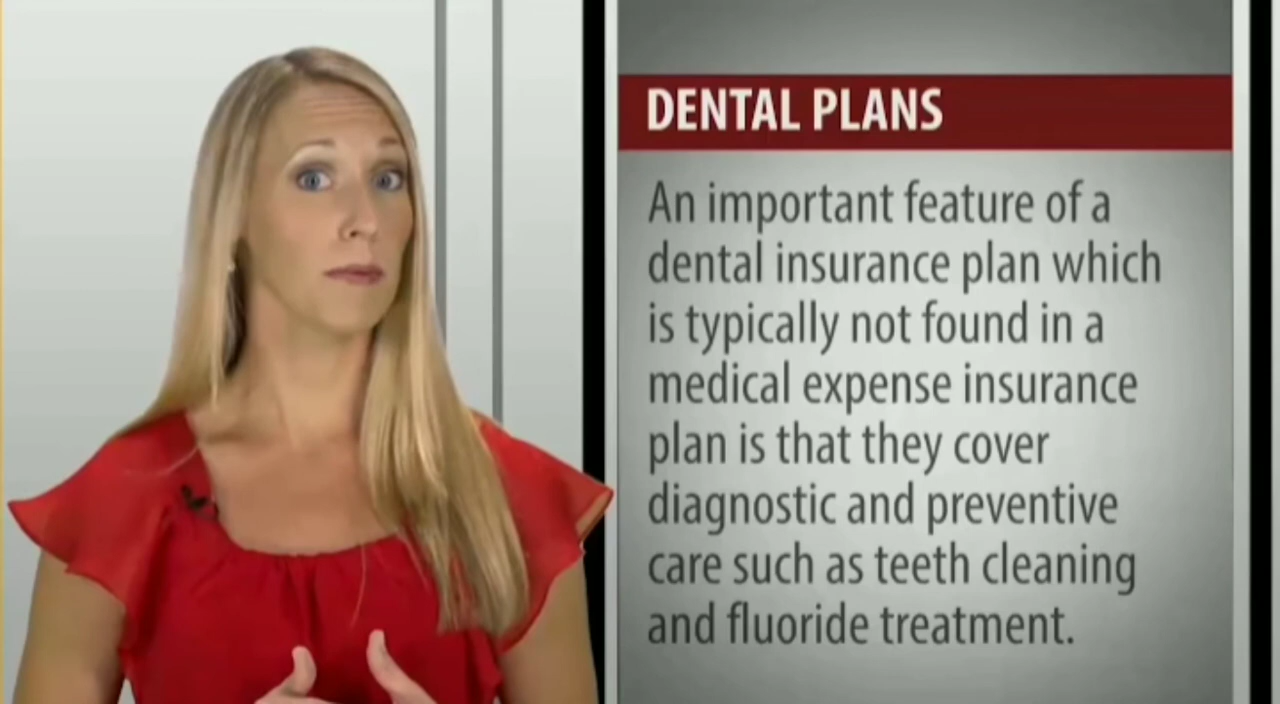 DENTAL PLANS
An important feature of a
dental insurance plan which
is typically not found in a
medical expense insurance
plan is that they cover
diagnostic and preventive
care such as teeth cleaning
and fluoride treatment.